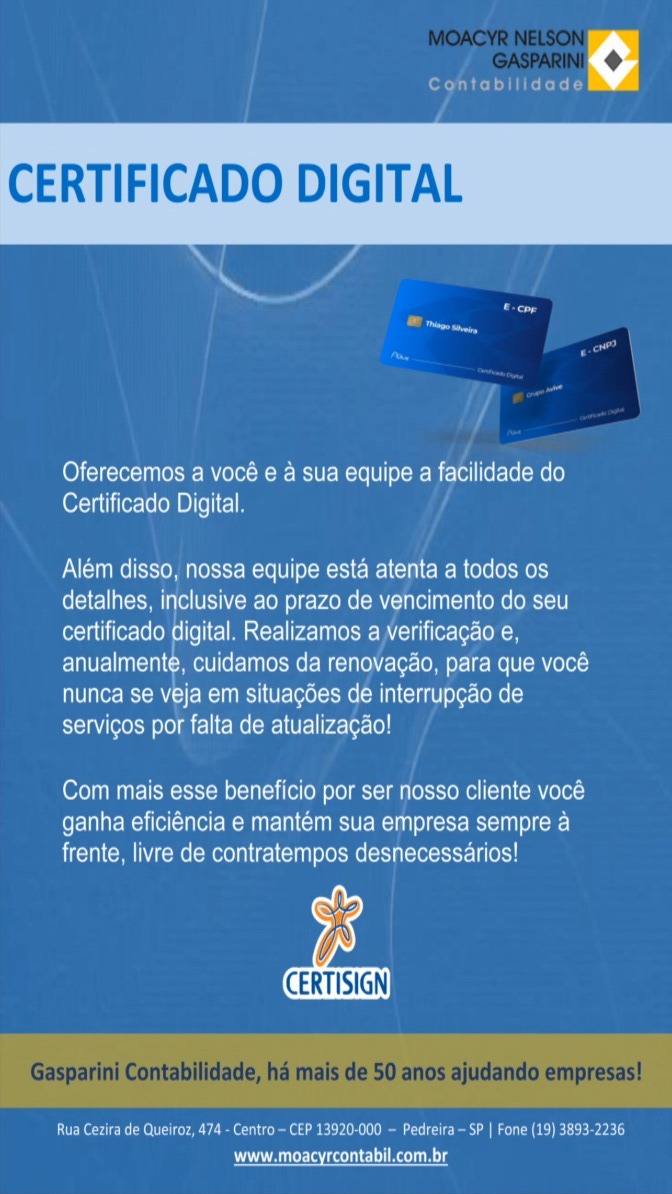 MOACYR NELSON
GASPARINI
Contabilidade
CERTIFICADO DIGITAL
E - CPF
Thiago Silveira
Certificado Digital
E - CNPJ
Grupo Avive
Certificado Digital
Oferecemos a você e à sua equipe a facilidade do
Certificado Digital.
Além disso, nossa equipe está atenta a todos os
detalhes, inclusive ao prazo de vencimento do seu
certificado digital. Realizamos a verificação e,
anualmente, cuidamos da renovação, para que você
nunca se veja em situações de interrupção de
serviços por falta de atualização!
Com mais esse benefício por ser nosso cliente você
ganha eficiência e mantém sua empresa sempre à
frente, livre de contratempos desnecessários!
CERTISIGN
Gasparini Contabilidade, há mais de 50 anos ajudando empresas!
Rua Cezira de Queiroz, 474 - Centro – CEP 13920-000 – Pedreira – SP | Fone (19) 3893-2236
www.moacyrcontabil.com.br